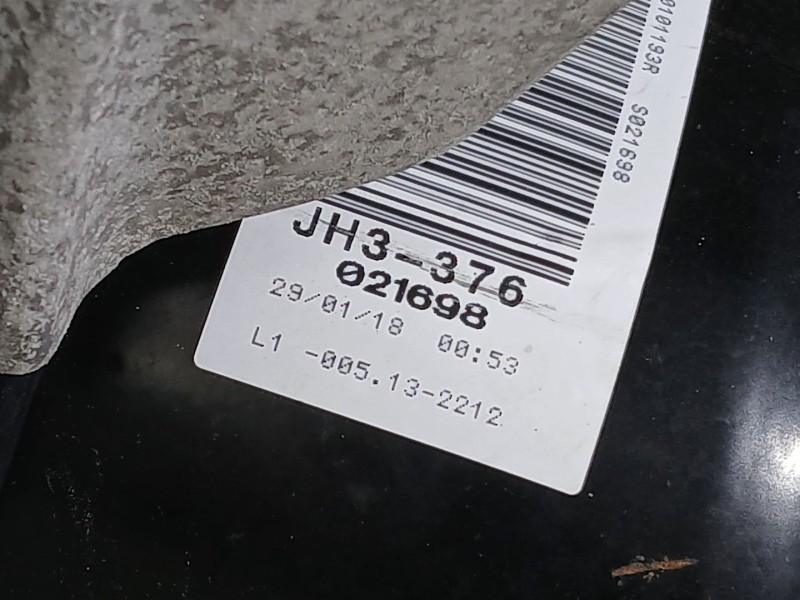 0101193R S021698
JH3-376
021698
29/01/18 00:53
L1 -005.13-2212